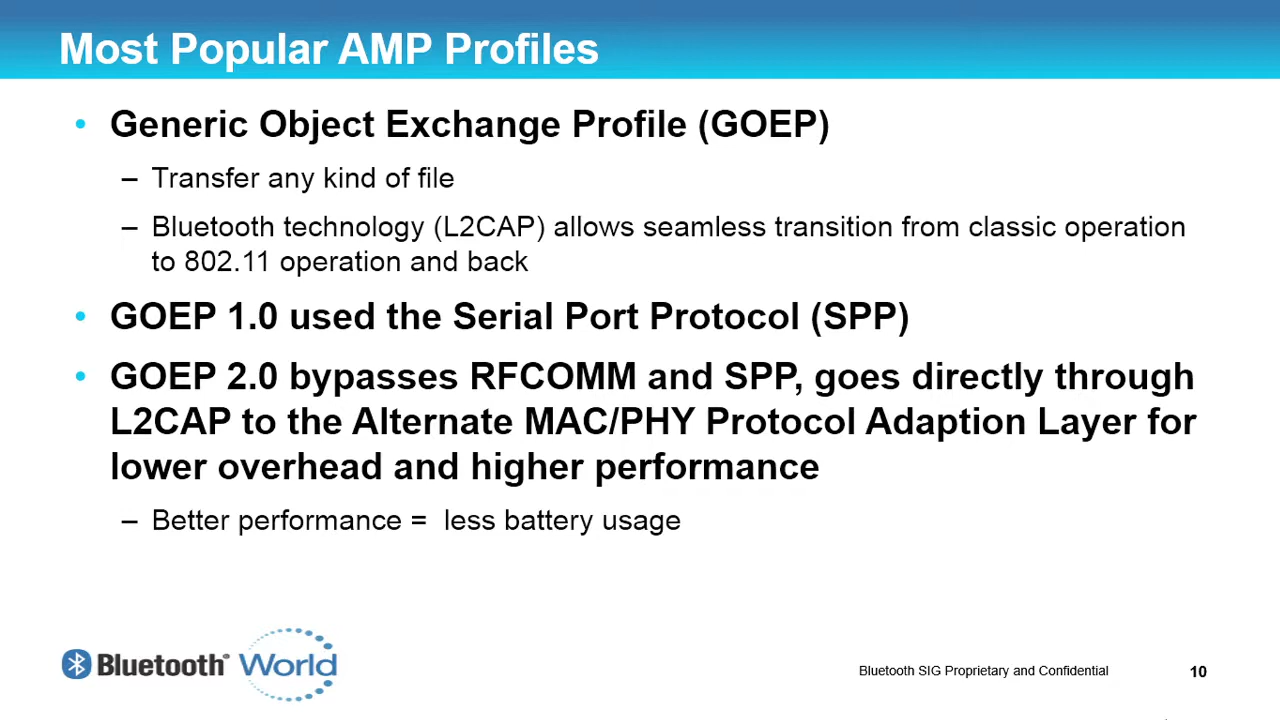 Most Popular AMP Profiles
• Generic Object Exchange Profile (GOEP)
– Transfer any kind of file
– Bluetooth technology (L2CAP) allows seamless transition from classic operation
to 802.11 operation and back
• GOEP 1.0 used the Serial Port Protocol (SPP)
• GOEP 2.0 bypasses RFCOMM and SPP, goes directly through
L2CAP to the Alternate MAC/PHY Protocol Adaption Layer for
lower overhead and higher performance
– Better performance =  less battery usage
Bluetooth World
Bluetooth SIG Proprietary and Confidential
10